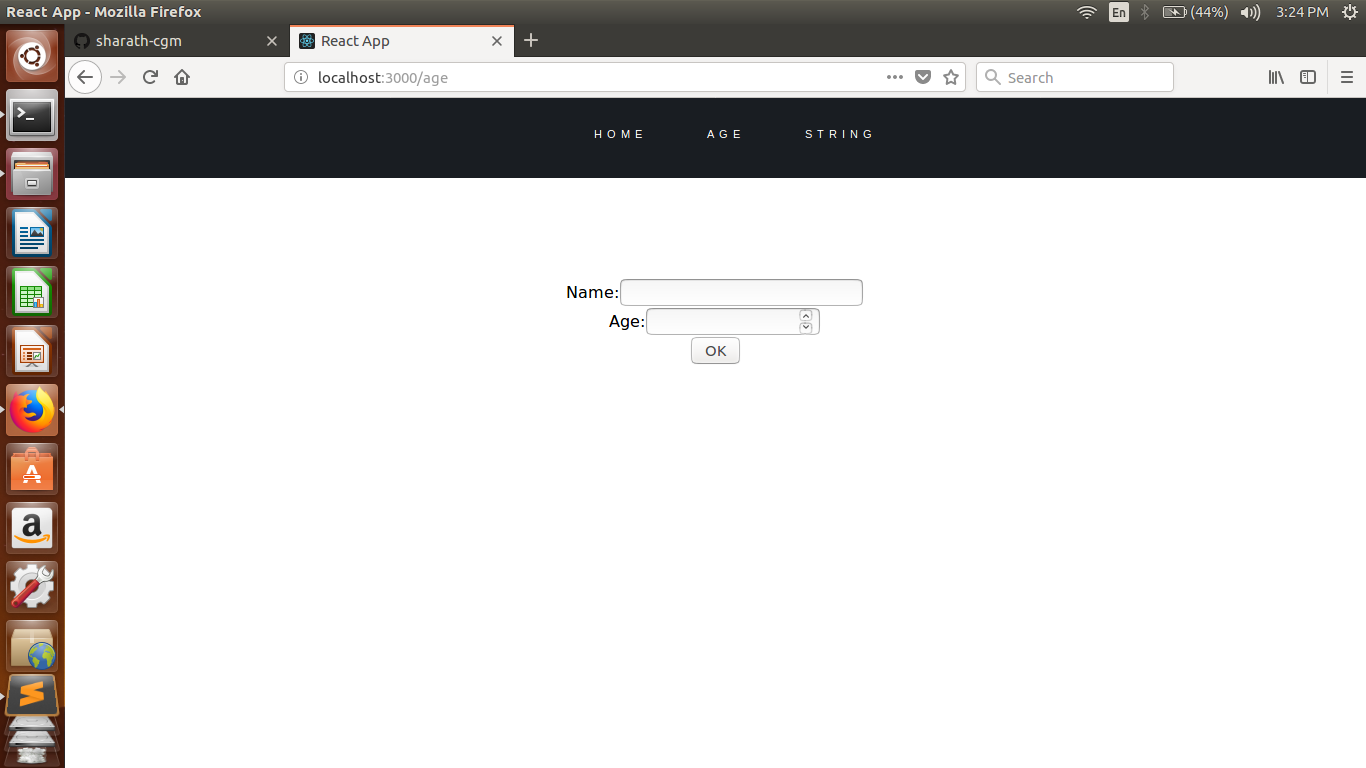 React App - Mozilla Firefox
En (44%) 3:24 PM
sharath-cgm React App
localhost:3000/age Search
HOME AGE STRING
Name:
Age:
OK